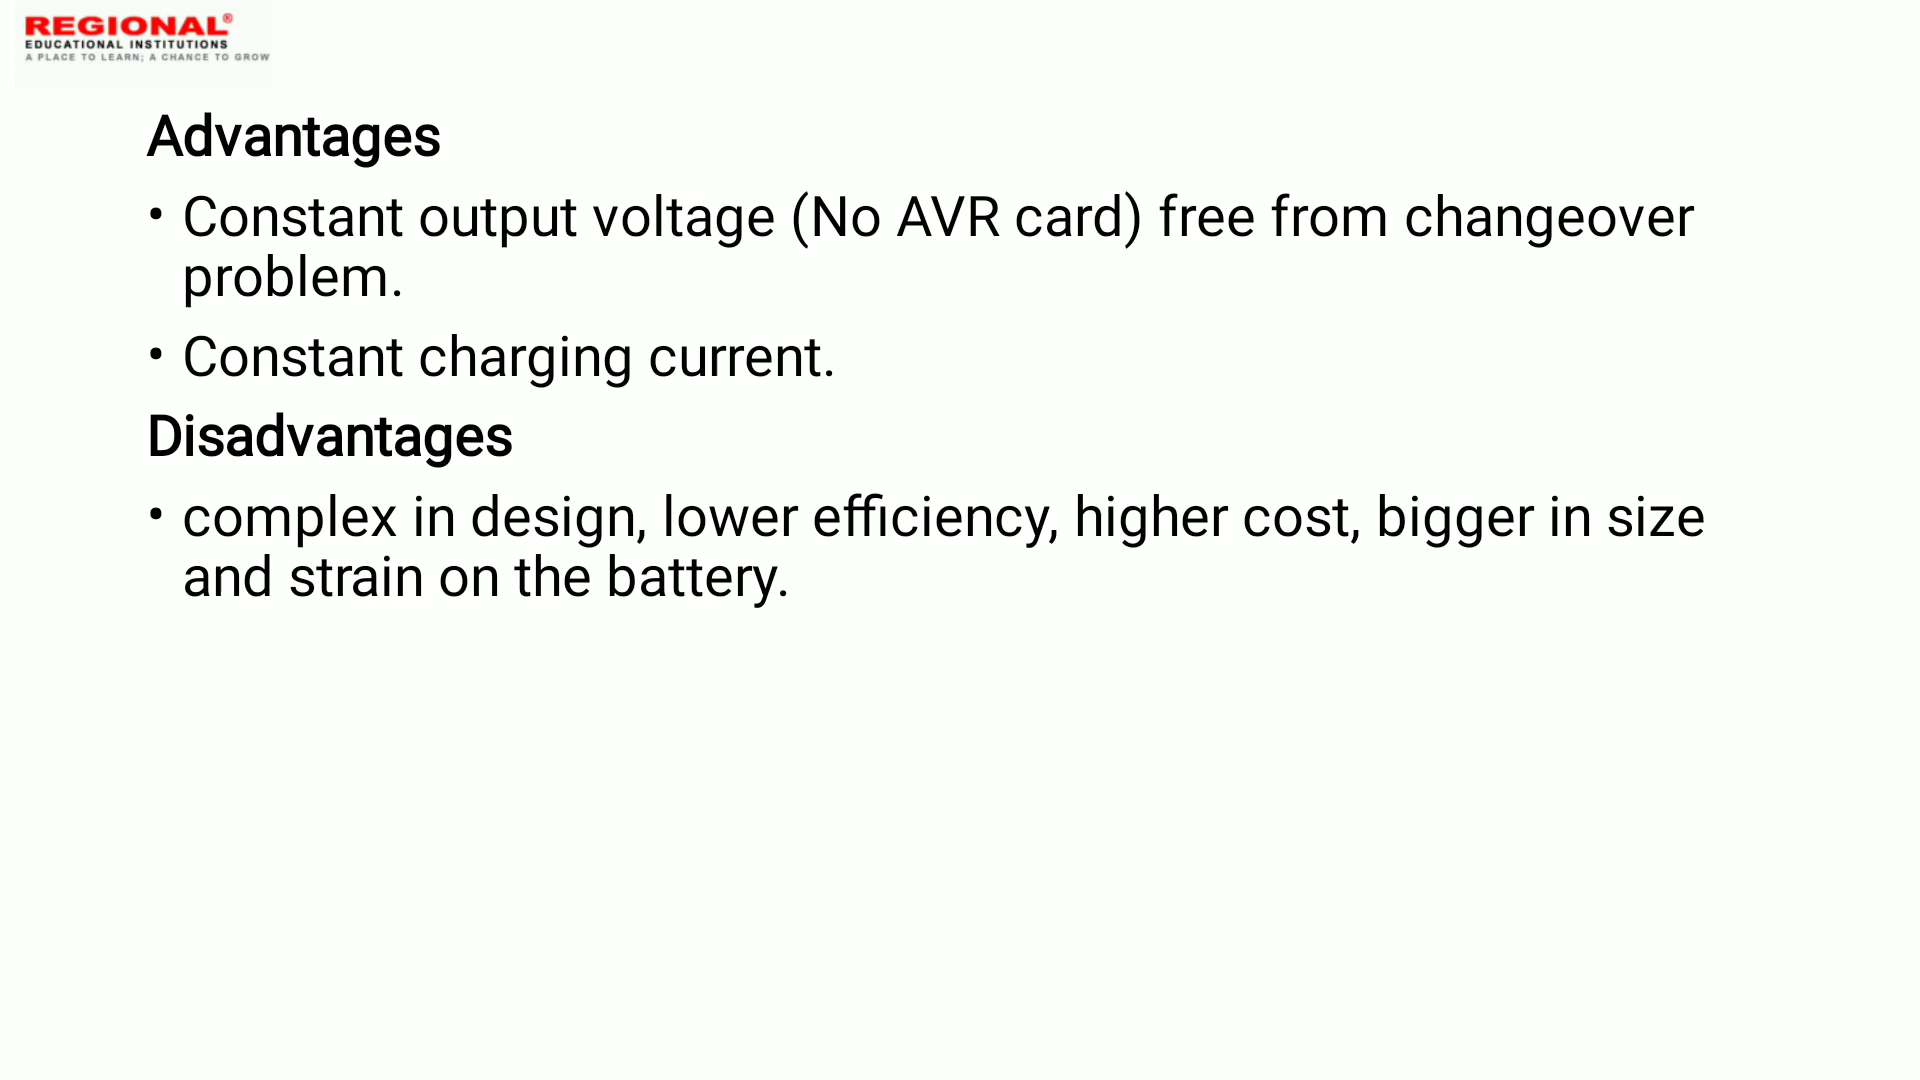 REGIONAL®
EDUCATIONAL INSTITUTIONS
A PLACE TO LEARN; A CHANCE TO GROW
Advantages
• Constant output voltage (No AVR card) free from changeover
problem.
• Constant charging current.
Disadvantages
• complex in design, lower efficiency, higher cost, bigger in size
and strain on the battery.